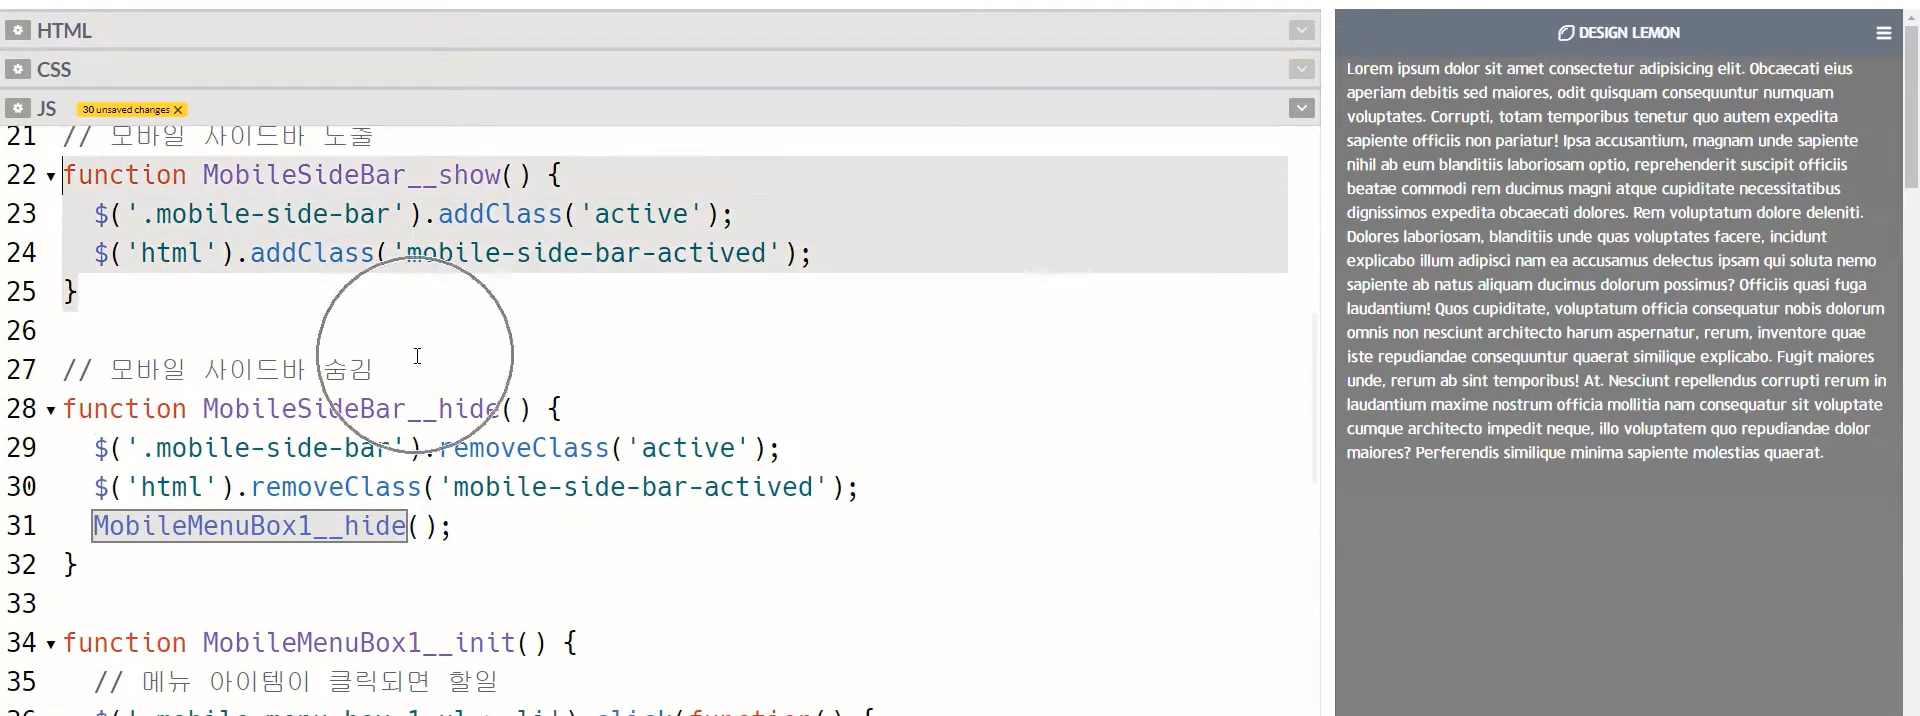 HTML
CSS
JS 30 unsaved changes X
21 // 모바일 사이드바 노출
22 function MobileSideBar__show() {
23 $('.mobile-side-bar').addClass('active');
24 $('html').addClass('mobile-side-bar-actived');
25 }
26
27 // 모바일 사이드바 숨김
28 function MobileSideBar__hide() {
29 $('.mobile-side-bar').removeClass('active');
30 $('html').removeClass('mobile-side-bar-actived');
31 MobileMenuBox1__hide();
32 }
33
34 function MobileMenuBox1__init() {
35 // 메뉴 아이템이 클릭되면 할일
DESIGN LEMON
Lorem ipsum dolor sit amet consectetur adipisicing elit. Obcaecati eius
aperiam debitis sed maiores, odit quisquam consequuntur numquam
voluptates. Corrupti, totam temporibus tenetur quo autem expedita
sapiente officiis non pariatur! Ipsa accusantium, magnam unde sapiente
nihil ab eum blanditiis laboriosam optio, reprehenderit suscipit officiis
beatae commodi rem ducimus magni atque cupiditate necessitatibus
dignissimos expedita obcaecati dolores. Rem voluptatum dolore deleniti.
Dolores laboriosam, blanditiis unde quas voluptates facere, incidunt
explicabo illum adipisci nam ea accusamus delectus ipsam qui soluta nemo
sapiente ab natus aliquam ducimus dolorum possimus? Officiis quasi fuga
laudantium! Quos cupiditate, voluptatum officia consequatur nobis dolorum
omnis non nesciunt architecto harum aspernatur, rerum, inventore quae
iste repudiandae consequuntur quaerat similique explicabo. Fugit maiores
unde, rerum ab sint temporibus! At. Nesciunt repellendus corrupti rerum in
laudantium maxime nostrum officia mollitia nam consequatur sit voluptate
cumque architecto impedit neque, illo voluptatem quo repudiandae dolor
maiores? Perferendis similique minima sapiente molestias quaerat.